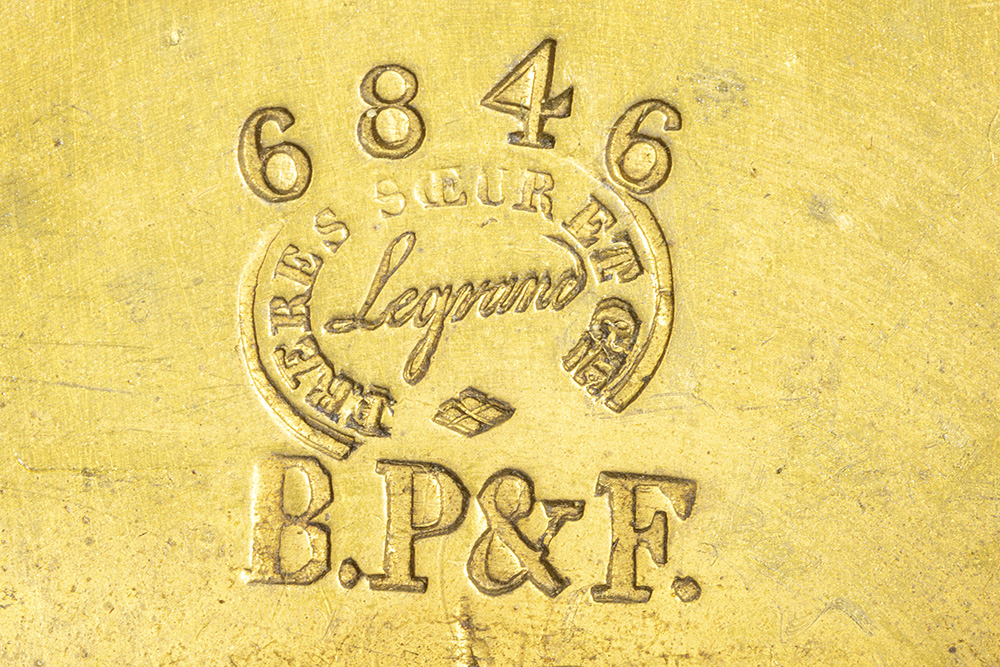 6846
FRERES SŒUR ET CIE
Legrand
B.P&F.